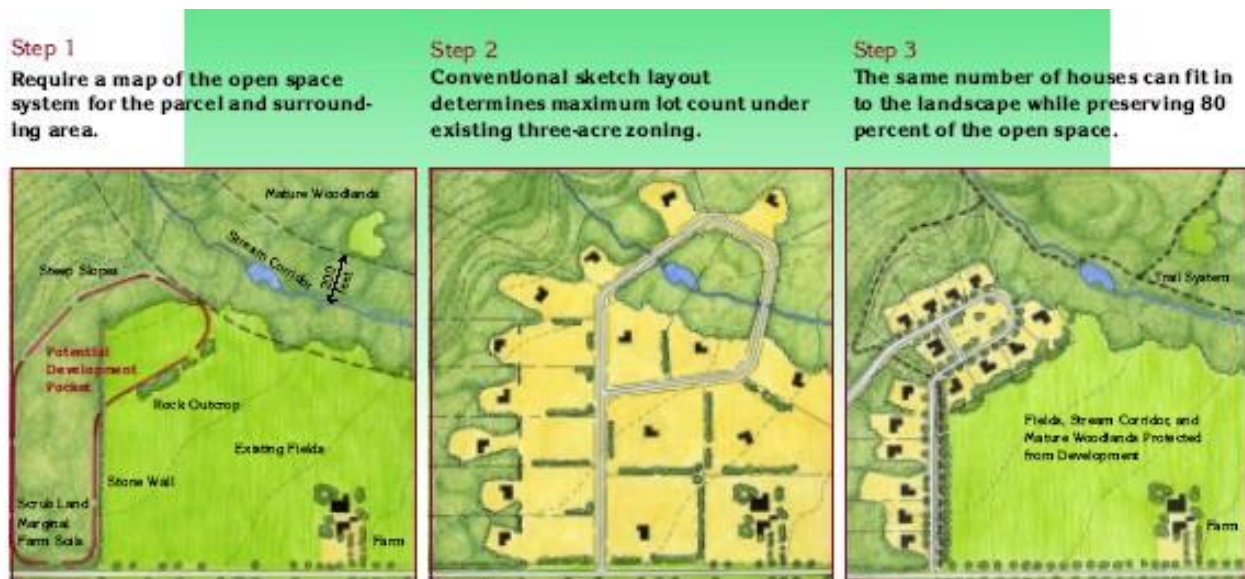 Step 1
Require a map of the open space
system for the parcel and surround-
ing area.
Step 2
Conventional sketch layout
determines maximum lot count under
existing three-acre zoning.
Step 3
The same number of houses can fit in
to the landscape while preserving 80
percent of the open space.
Mature Woodlands
Stream Corridor
200
feet
Steep Slopes
Potential
Development
Pocket
Rock Outcrop
Existing Fields
Stone Wall
Scrub Land
Marginal
Farm Soils
Farm
Trail System
Fields, Stream Corridor, and
Mature Woodlands Protected
from Development
Farm